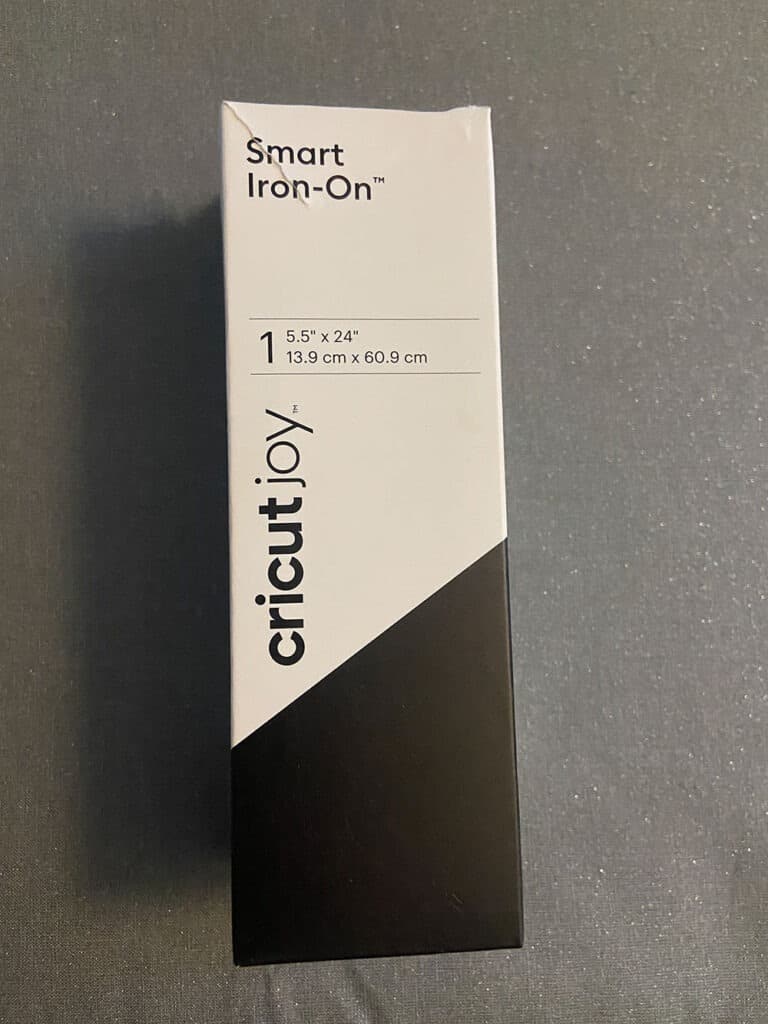 Smart
Iron-On™
1 5.5" x 24"
13.9 cm x 60.9 cm
cricut joy™